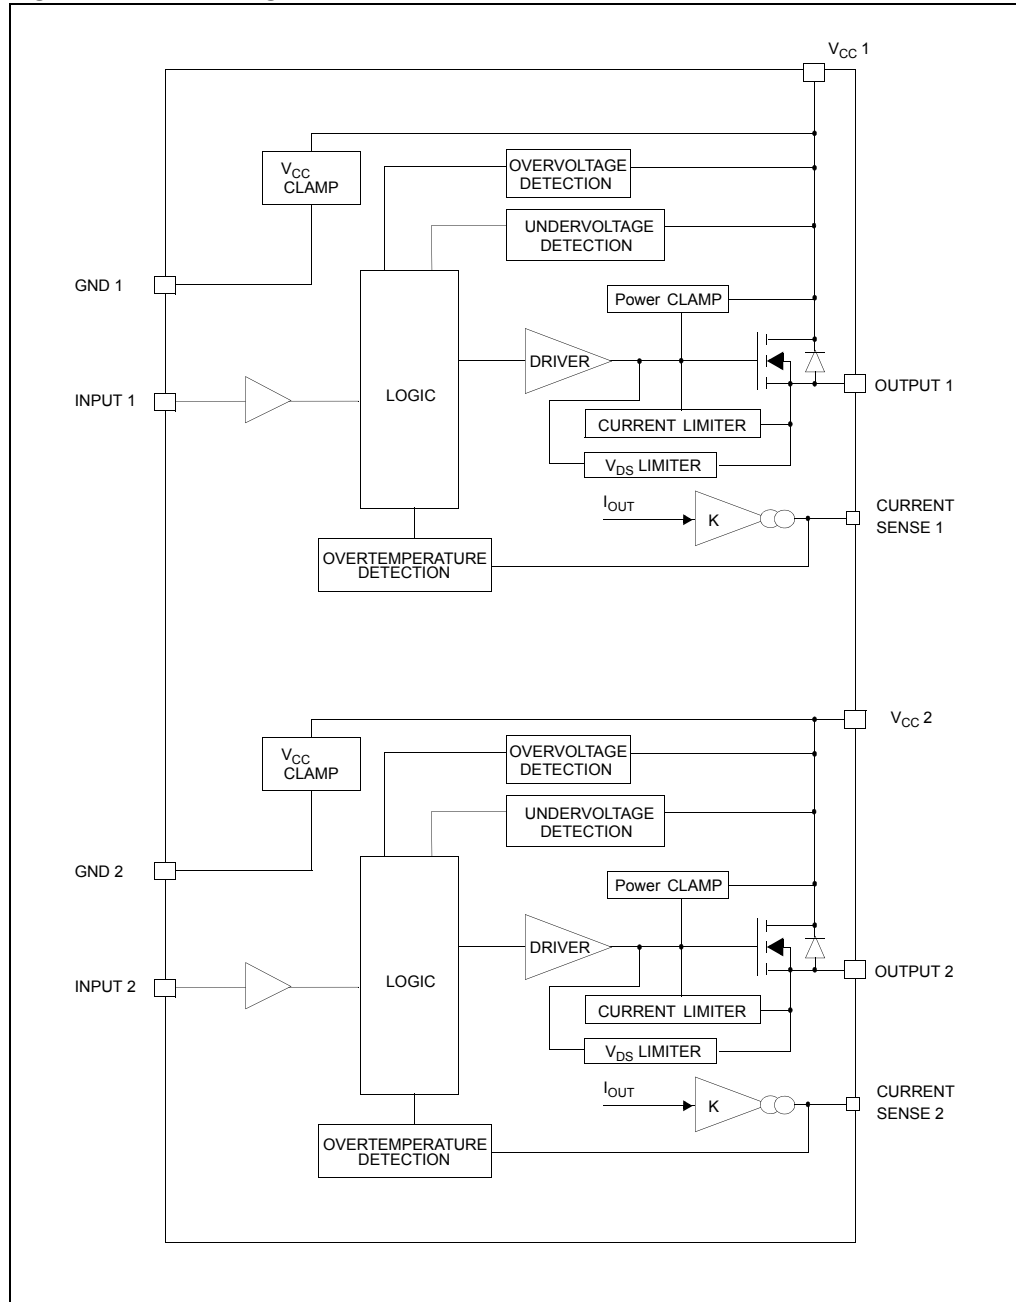 V_CC 1
V_CC
CLAMP
OVERVOLTAGE
DETECTION
UNDERVOLTAGE
DETECTION
GND 1
Power CLAMP
DRIVER
INPUT 1
LOGIC
OUTPUT 1
CURRENT LIMITER
V_DS LIMITER
I_OUT
K
CURRENT
SENSE 1
OVERTEMPERATURE
DETECTION
V_CC 2
V_CC
CLAMP
OVERVOLTAGE
DETECTION
UNDERVOLTAGE
DETECTION
GND 2
Power CLAMP
DRIVER
INPUT 2
LOGIC
OUTPUT 2
CURRENT LIMITER
V_DS LIMITER
I_OUT
K
CURRENT
SENSE 2
OVERTEMPERATURE
DETECTION